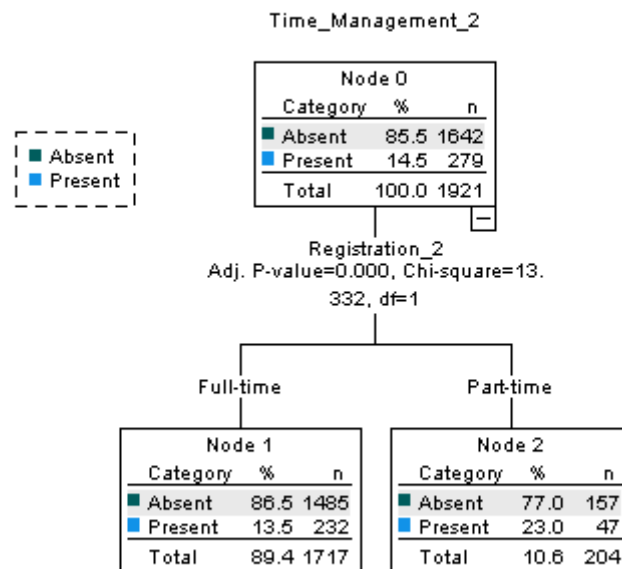 Time_Management_2
Node 0
Category % n
Absent 85.5 1642
Present 14.5 279
Total 100.0 1921
Absent
Present
Registration_2
Adj. P-value=0.000, Chi-square=13.
332, df=1
Full-time
Part-time
Node 1
Category % n
Absent 86.5 1485
Present 13.5 232
Total 89.4 1717
Node 2
Category % n
Absent 77.0 157
Present 23.0 47
Total 10.6 204